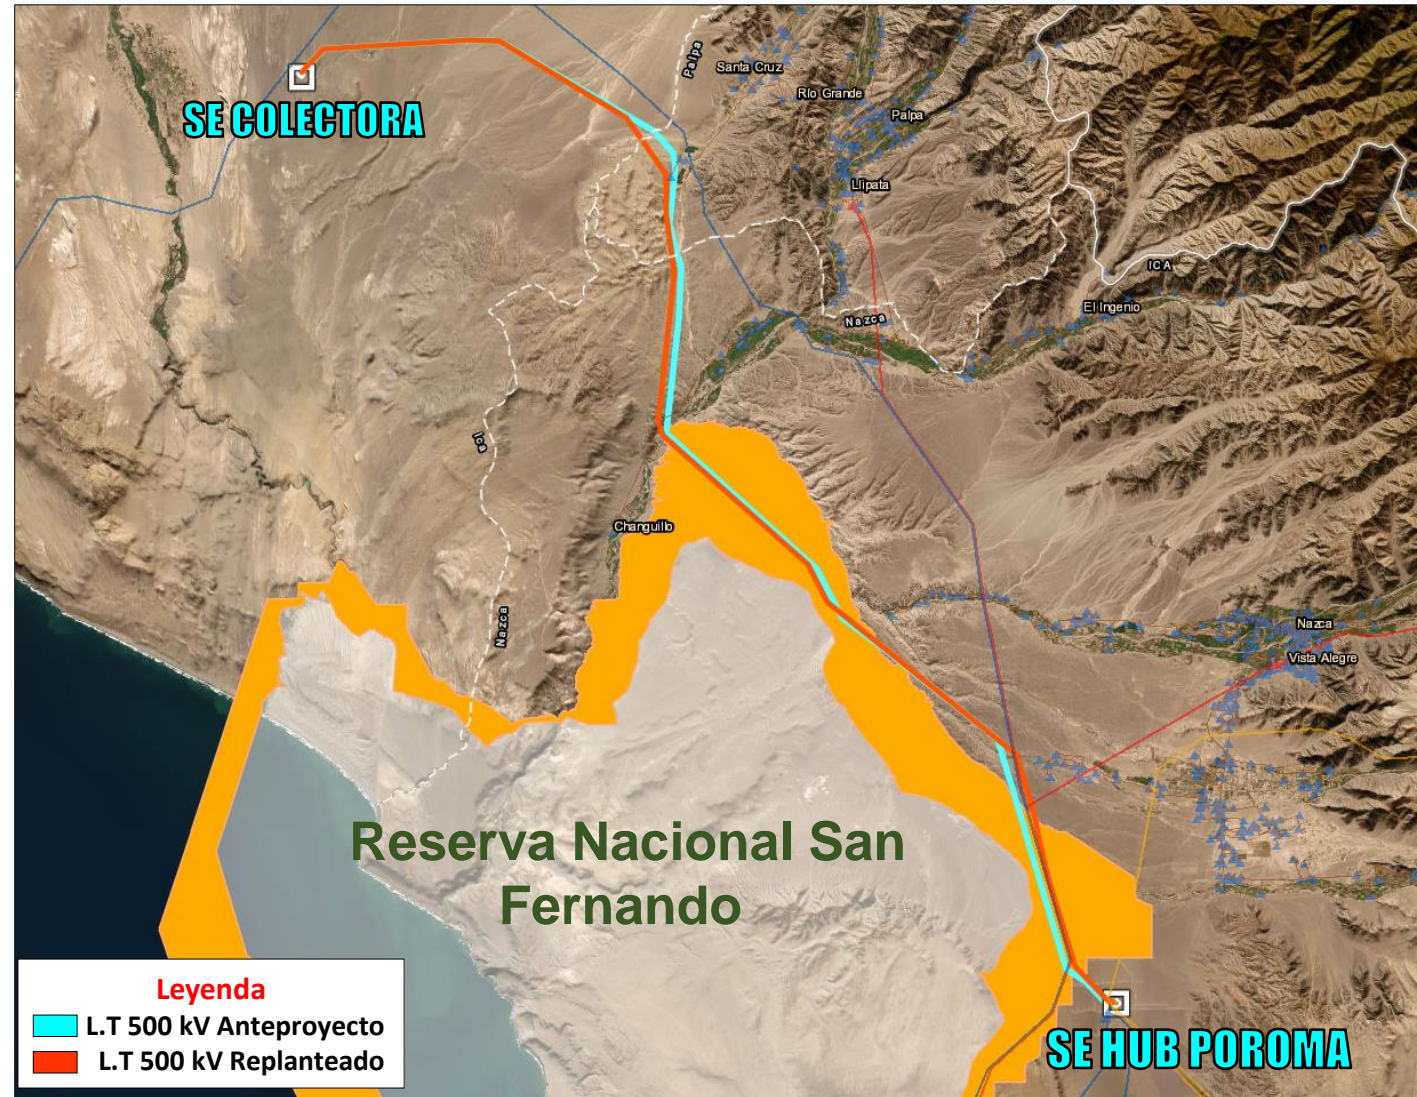 Palpa
Santa Cruz
Río Grande
Palpa
SE COLECTORA
Llipata
ICA
El Ingenio
Nazca
Ica
Changuillo
Nazca
Nazca
Vista Alegre
Reserva Nacional San
Fernando
Leyenda
L.T 500 kV Anteproyecto
L.T 500 kV Replanteado
SE HUB POROMA